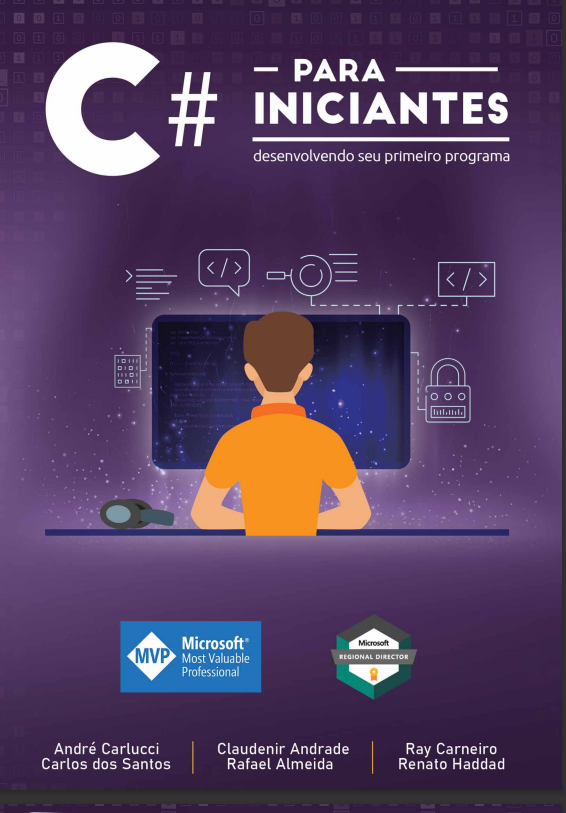 C#
PARA
INICIANTES
desenvolvendo seu primeiro programa
</>
</>
MVP
Microsoft®
Most Valuable
Professional
Microsoft
REGIONAL DIRECTOR
André Carlucci
Carlos dos Santos
Claudenir Andrade
Rafael Almeida
Ray Carneiro
Renato Haddad